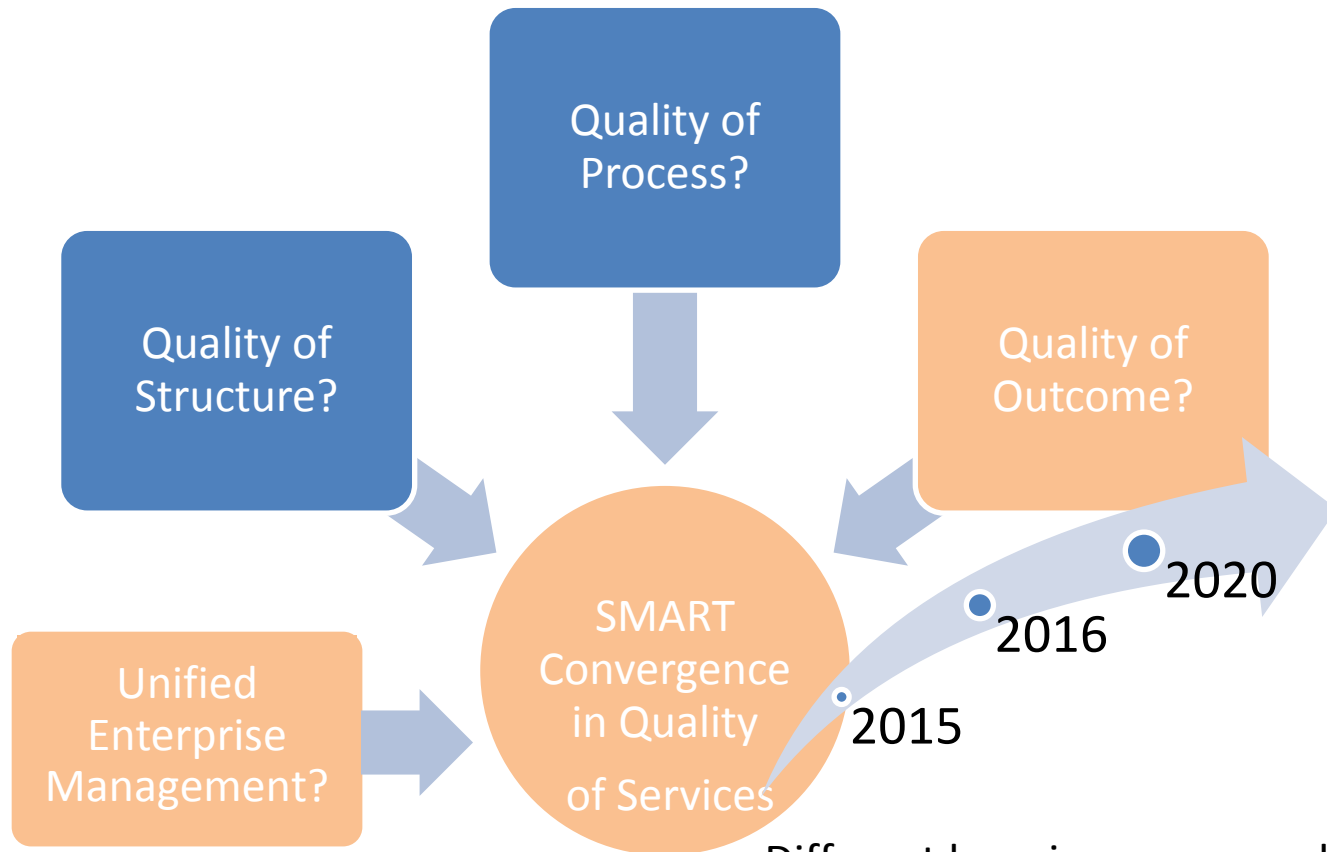 Quality of
Process?
Quality of
Structure?
Quality of
Outcome?
Unified
Enterprise
Management?
SMART
Convergence
in Quality
of Services
2015
2016
2020